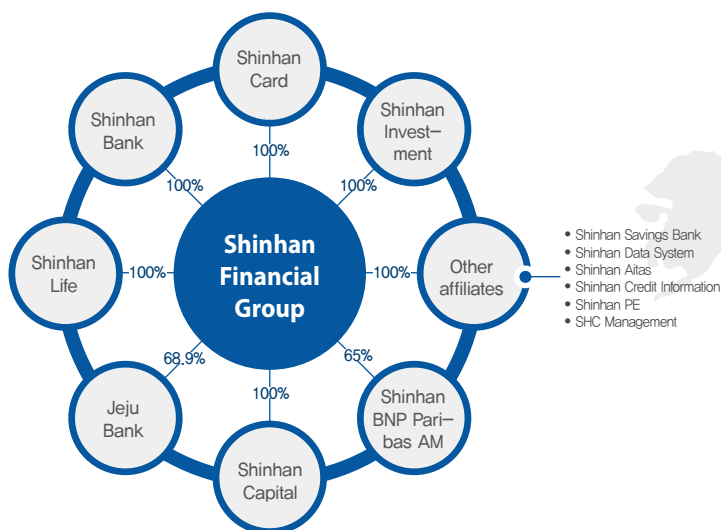 Shinhan
Card
Shinhan
Bank
Shinhan
Invest–
ment
100%
100%
100%
Shinhan
Life
100%
Shinhan
Financial
Group
100%
Other
affiliates
• Shinhan Savings Bank
• Shinhan Data System
• Shinhan Aitas
• Shinhan Credit Information
• Shinhan PE
• SHC Management
68.9%
65%
100%
Jeju
Bank
Shinhan
BNP Pari–
bas AM
Shinhan
Capital